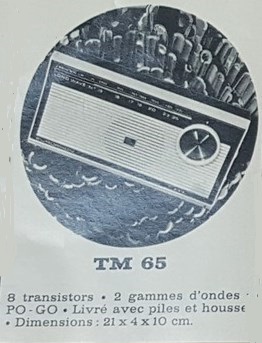 TM 65
8 transistors • 2 gammes d'ondes •
PO - GO • Livré avec piles et housse
• Dimensions : 21 x 4 x 10 cm.